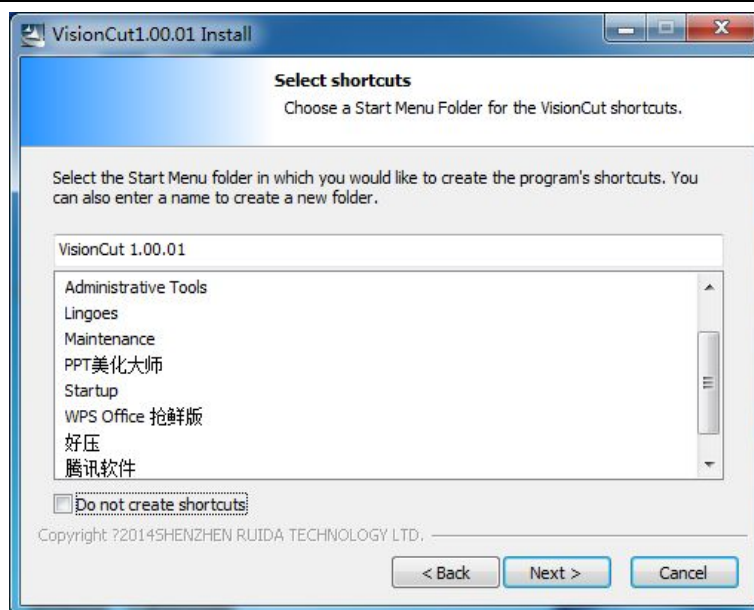 VisionCut1.00.01 Install
Select shortcuts
Choose a Start Menu Folder for the VisionCut shortcuts.
Select the Start Menu folder in which you would like to create the program's shortcuts. You
can also enter a name to create a new folder.
VisionCut 1.00.01
Administrative Tools
Lingoes
Maintenance
PPT美化大师
Startup
WPS Office 抢鲜版
好压
腾讯软件
Do not create shortcuts
Copyright ?2014SHENZHEN RUIDA TECHNOLOGY LTD.
< Back
Next >
Cancel